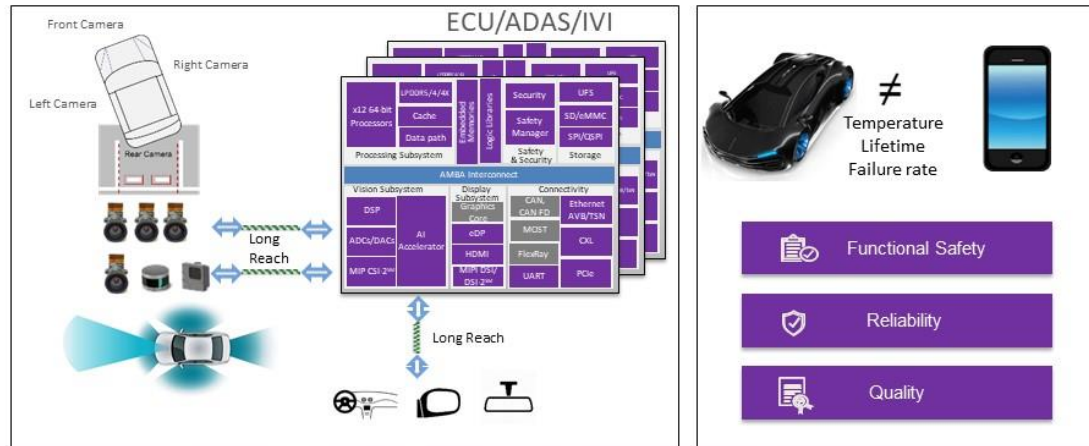 ECU/ADAS/IVI
Front Camera
Right Camera
Left Camera
Rear Camera
Long
Reach
x12 64-bit
Processors
LPDDR5/4/4X
Cache
Data path
Processing Subsystem
Embedded
Memories
Logic Libraries
Security
Safety
Manager
Safety
& Security
UFS
SD/eMMC
SPI/QSPI
Storage
AMBA Interconnect
Vision Subsystem
DSP
ADCs/DACs
MIP CSI-2℠
AI
Accelerator
Display
Subsystem
Graphics
Core
eDP
HDMI
MIPI DSI/
DSI-2℠
Connectivity
CAN,
CAN FD
MOST
FlexRay
UART
Ethernet
AVB/TSN
CXL
PCIe
Long Reach
≠
Temperature
Lifetime
Failure rate
Functional Safety
Reliability
Quality